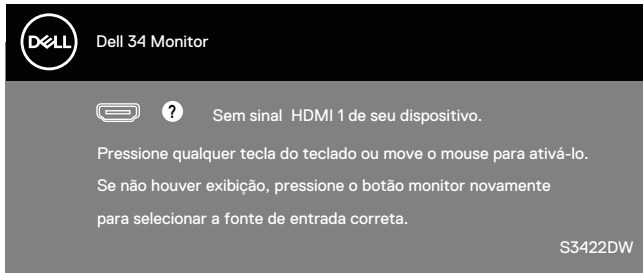 DELL
Dell 34 Monitor
? Sem sinal HDMI 1 de seu dispositivo.
Pressione qualquer tecla do teclado ou move o mouse para ativá-lo.
Se não houver exibição, pressione o botão monitor novamente
para selecionar a fonte de entrada correta.
S3422DW